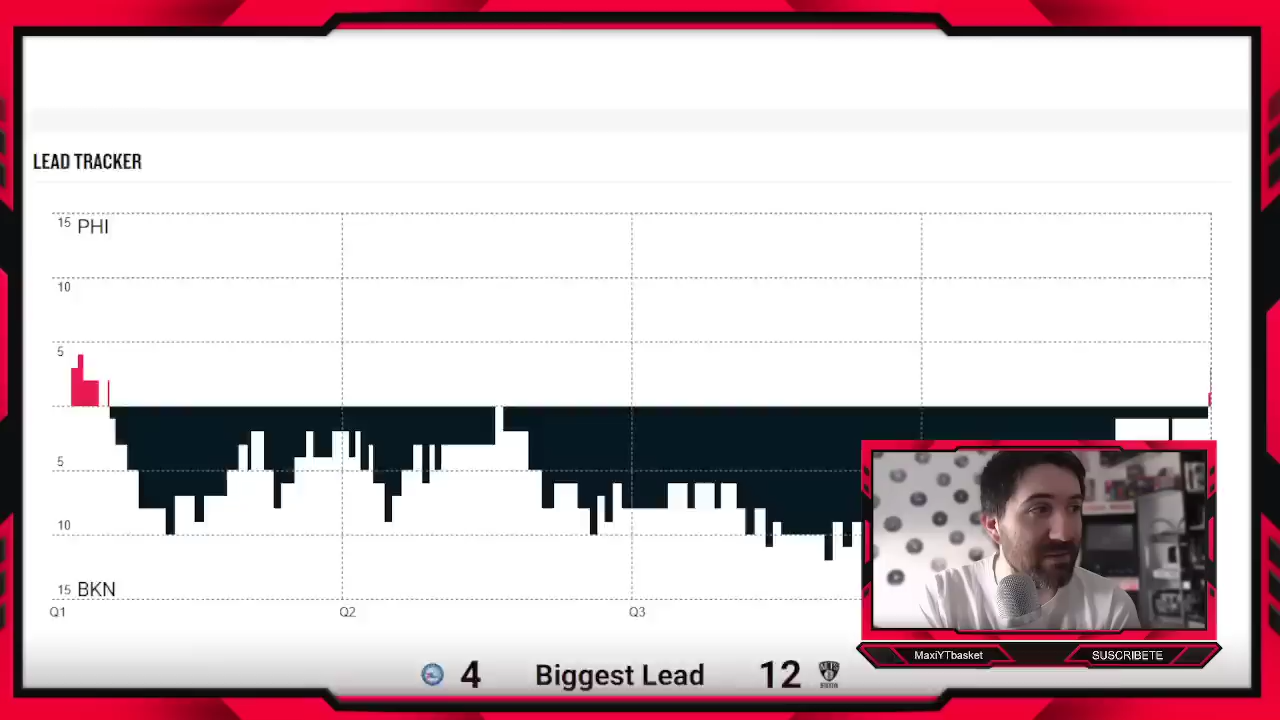 LEAD TRACKER
15 PHI
10
5
5
10
15 BKN
Q1 Q2 Q3
4 Biggest Lead 12
NETS
MaxiYTbasket SUSCRIBETE